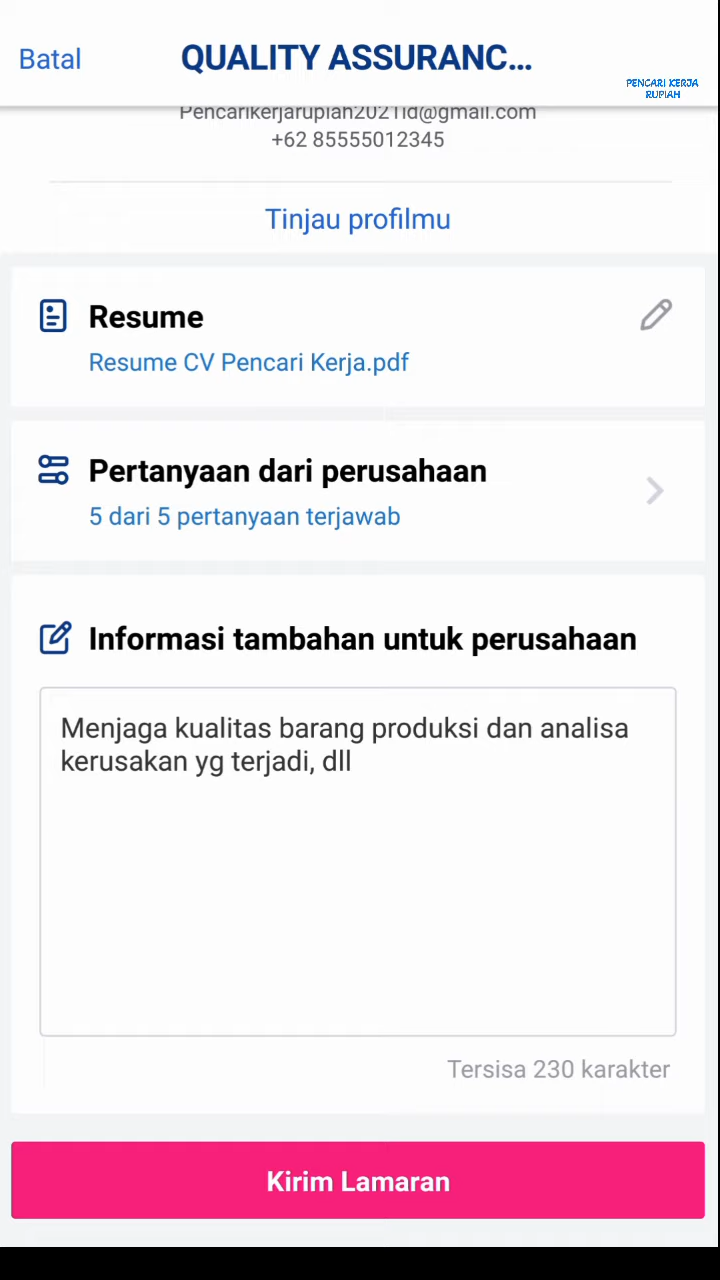 Batal
QUALITY ASSURANC...
PENCARI KERJA
RUPIAH
Pencarikerjarupiah2021id@gmail.com
+62 85555012345
Tinjau profilmu
Resume
Resume CV Pencari Kerja.pdf
Pertanyaan dari perusahaan
5 dari 5 pertanyaan terjawab
Informasi tambahan untuk perusahaan
Menjaga kualitas barang produksi dan analisa
kerusakan yg terjadi, dll
Tersisa 230 karakter
Kirim Lamaran